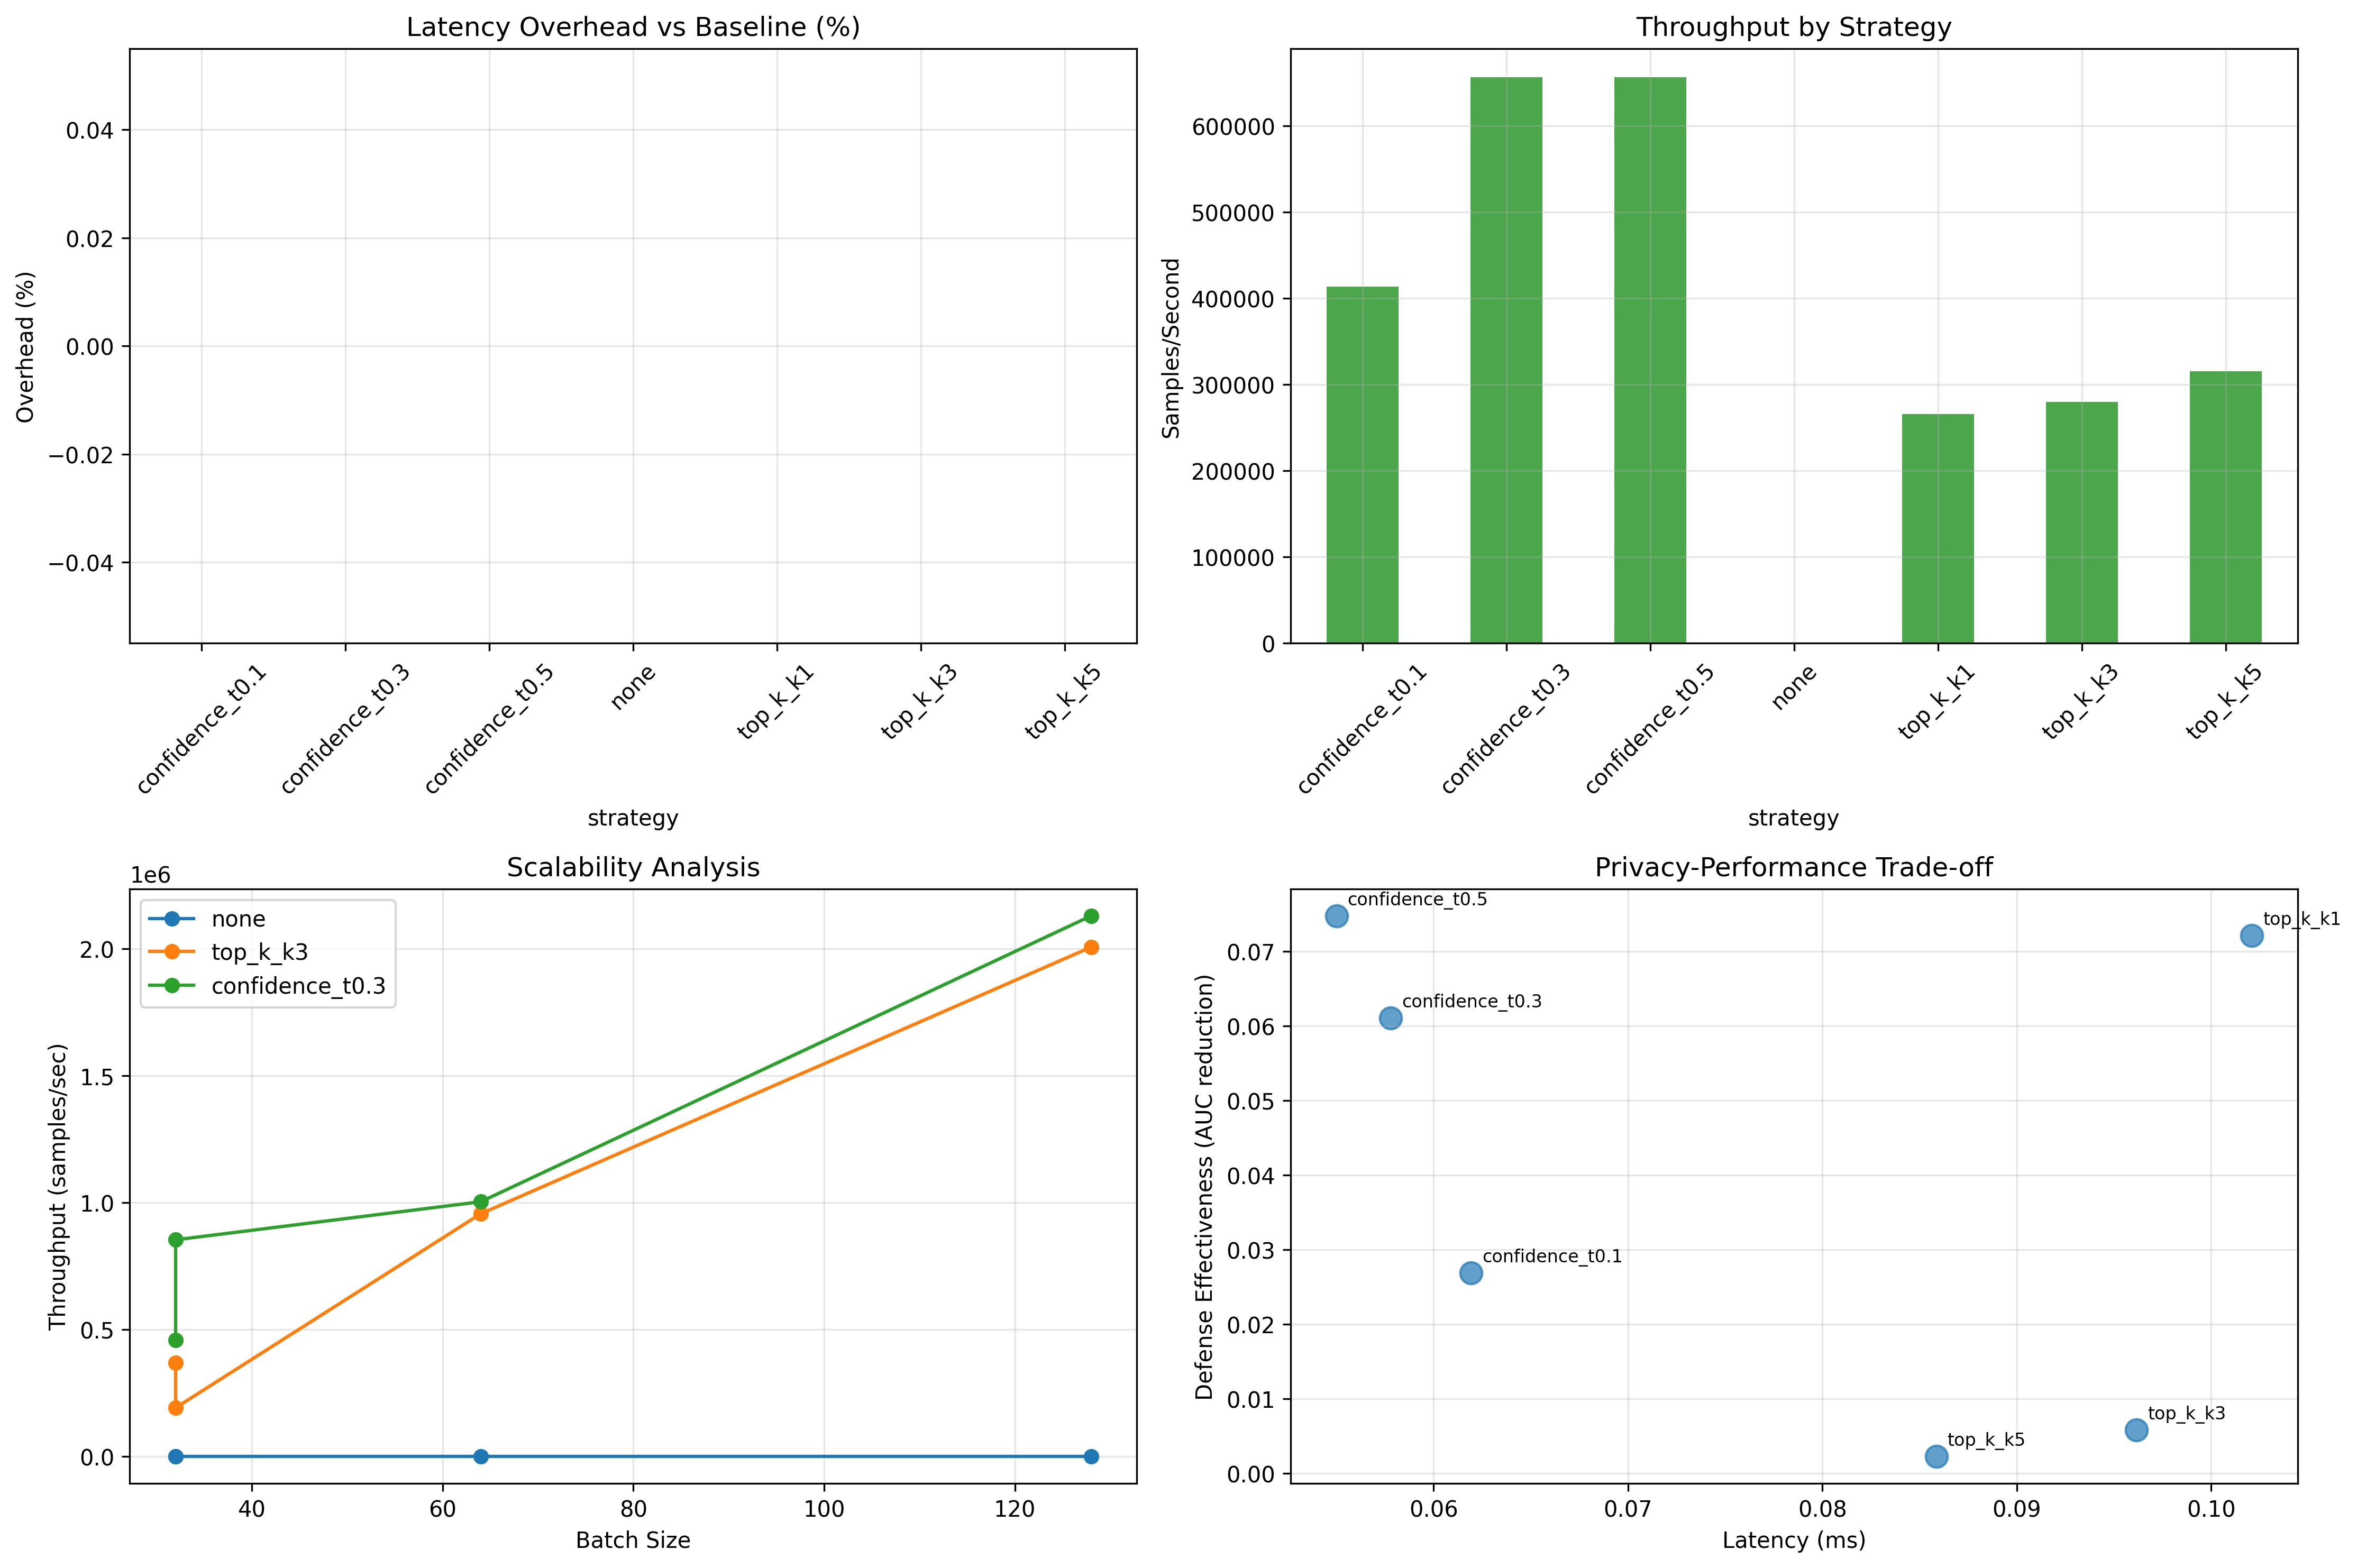 Latency Overhead vs Baseline (%)
Overhead (%)
0.04
0.02
0.00
−0.02
−0.04
confidence_t0.1
confidence_t0.3
confidence_t0.5
none
top_k_k1
top_k_k3
top_k_k5
strategy
Throughput by Strategy
Samples/Second
600000
500000
400000
300000
200000
100000
0
confidence_t0.1
confidence_t0.3
confidence_t0.5
none
top_k_k1
top_k_k3
top_k_k5
strategy
Scalability Analysis
1e6
none
top_k_k3
confidence_t0.3
Throughput (samples/sec)
2.0
1.5
1.0
0.5
0.0
40
60
80
100
120
Batch Size
Privacy-Performance Trade-off
Defense Effectiveness (AUC reduction)
0.07
0.06
0.05
0.04
0.03
0.02
0.01
0.00
confidence_t0.5
top_k_k1
confidence_t0.3
confidence_t0.1
top_k_k3
top_k_k5
0.06
0.07
0.08
0.09
0.10
Latency (ms)